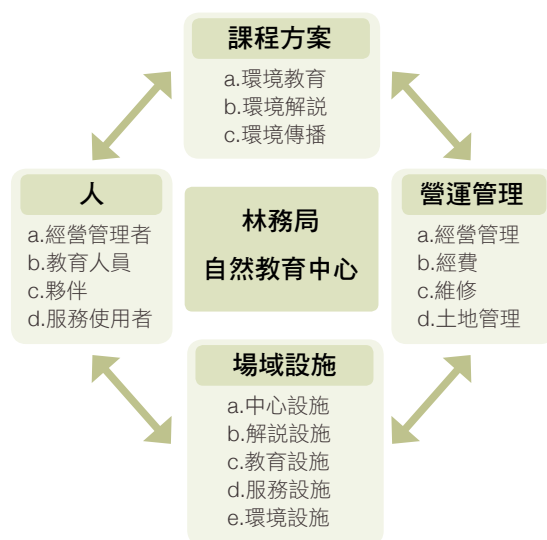 課程方案
a.環境教育
b.環境解說
c.環境傳播
人
a.經營管理者
b.教育人員
c.夥伴
d.服務使用者
林務局
自然教育中心
營運管理
a.經營管理
b.經費
c.維修
d.土地管理
場域設施
a.中心設施
b.解說設施
c.教育設施
d.服務設施
e.環境設施